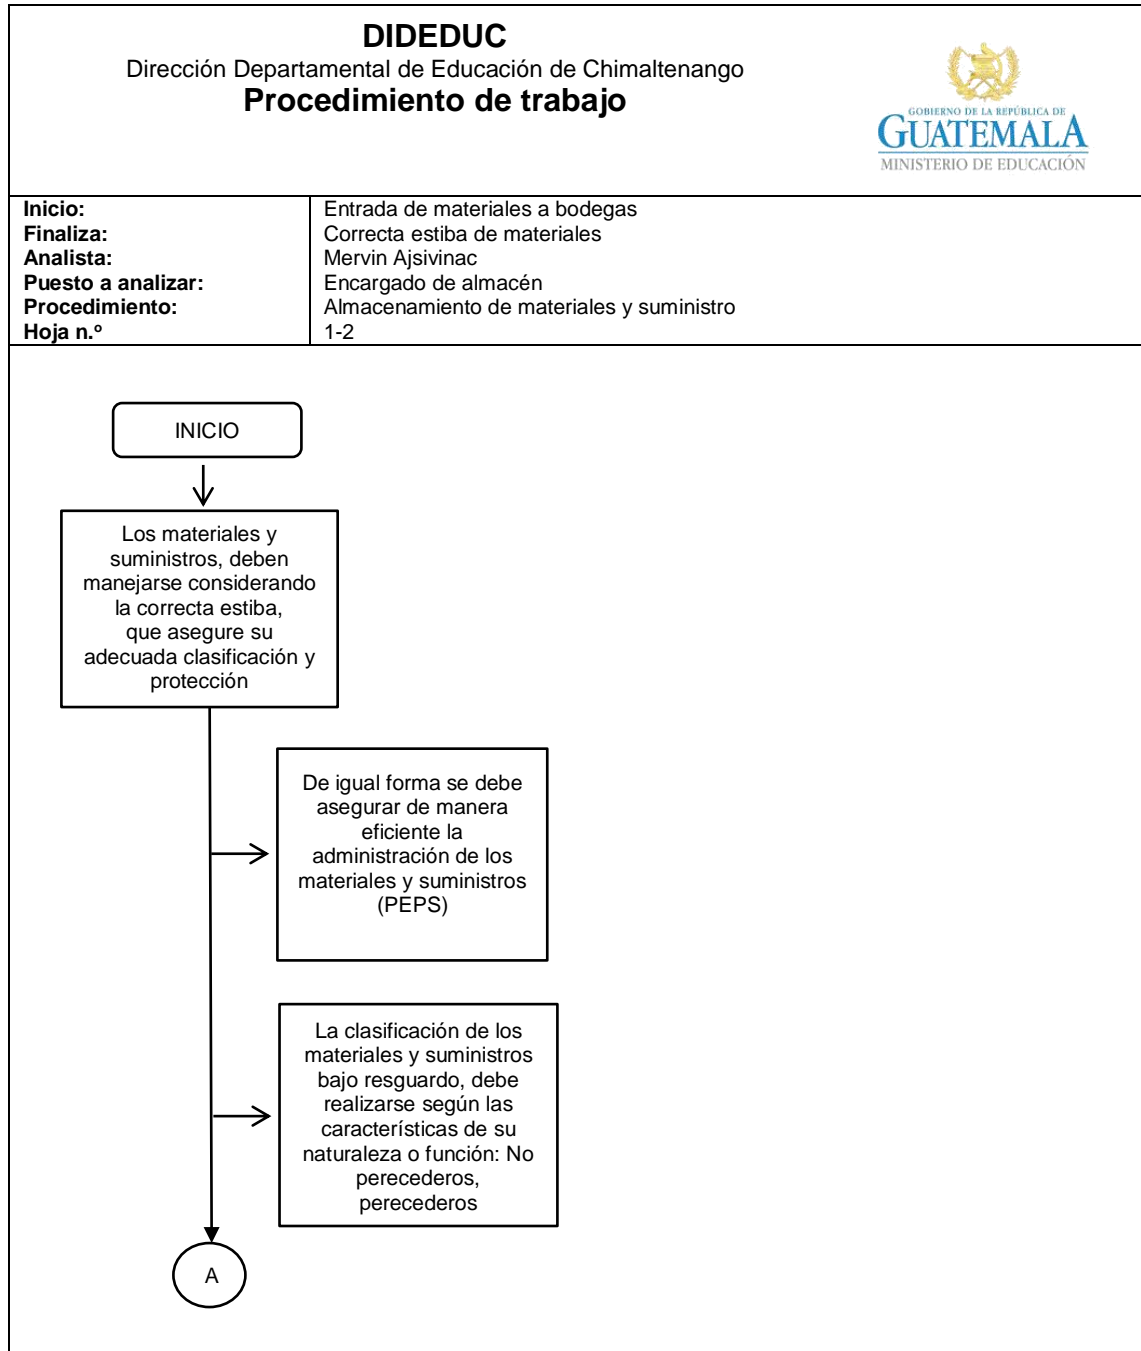 DIDEDUC
Dirección Departamental de Educación de Chimaltenango
Procedimiento de trabajo
GOBIERNO DE LA REPÚBLICA DE
GUATEMALA
MINISTERIO DE EDUCACIÓN
Inicio: Entrada de materiales a bodegas
Finaliza: Correcta estiba de materiales
Analista: Mervin Ajsivinac
Puesto a analizar: Encargado de almacén
Procedimiento: Almacenamiento de materiales y suministro
Hoja n.º 1-2
INICIO
Los materiales y
suministros, deben
manejarse considerando
la correcta estiba,
que asegure su
adecuada clasificación y
protección
De igual forma se debe
asegurar de manera
eficiente la
administración de los
materiales y suministros
(PEPS)
La clasificación de los
materiales y suministros
bajo resguardo, debe
realizarse según las
características de su
naturaleza o función: No
perecederos,
perecederos
A